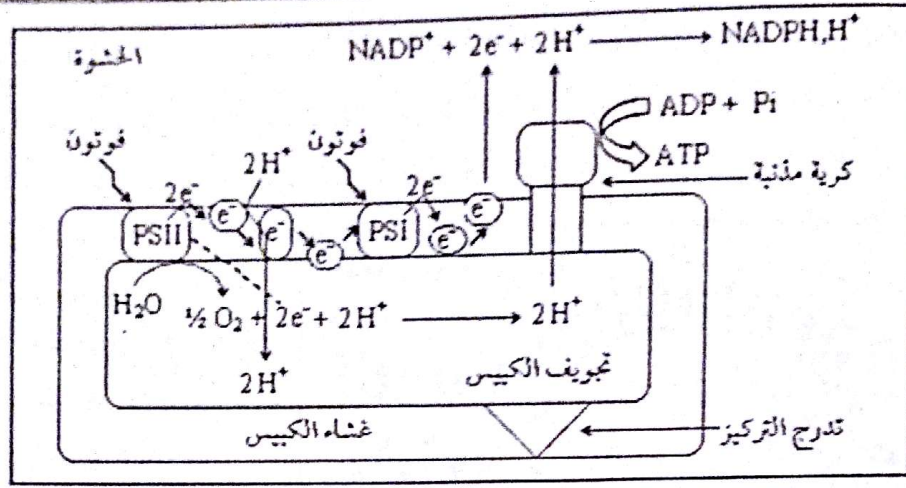 NADP⁺ + 2e⁻ + 2H⁺ → NADPH,H⁺
الحشوة
ADP + Pi
ATP
فوتون
2H⁺
فوتون
كرية مذنبة
2e⁻
e⁻
2e⁻
e⁻
PSII
e⁻
e⁻
PSI
e⁻
H₂O
½ O₂ + 2e⁻ + 2H⁺ → 2H⁺
2H⁺
تجويف الكييس
غشاء الكييس
تدرج التركيز